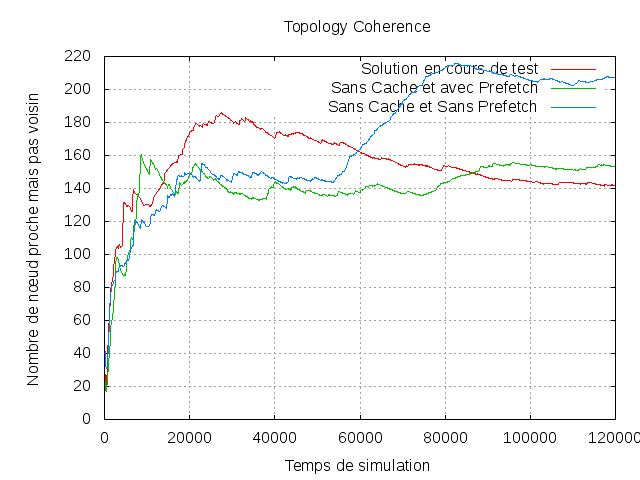 Topology Coherence
Nombre de nœud proche mais pas voisin
220
200
180
160
140
120
100
80
60
40
20
0
Solution en cours de test
Sans Cache et avec Prefetch
Sans Cache et Sans Prefetch
0 20000 40000 60000 80000 100000 120000
Temps de simulation